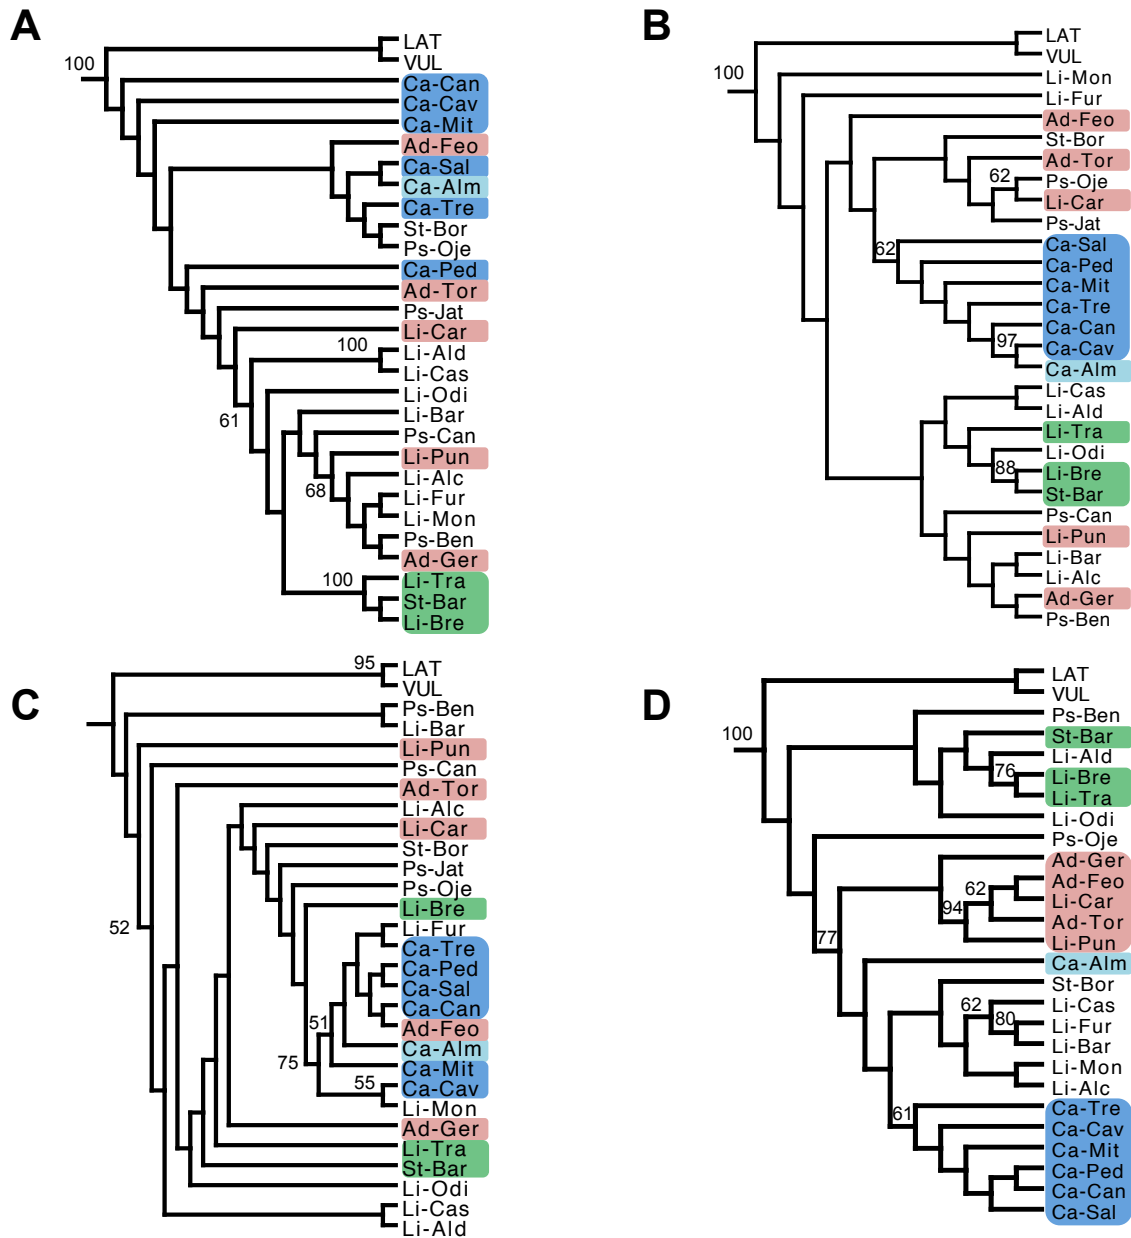 A
LAT
100
VUL
Ca-Can
Ca-Cav
Ca-Mit
Ad-Feo
Ca-Sal
Ca-Alm
Ca-Tre
St-Bor
Ps-Oje
Ca-Ped
Ad-Tor
Ps-Jat
Li-Car
100
Li-Ald
Li-Cas
Li-Odi
61
Li-Bar
Ps-Can
Li-Pun
68
Li-Alc
Li-Fur
Li-Mon
Ps-Ben
Ad-Ger
100
Li-Tra
St-Bar
Li-Bre
B
LAT
VUL
100
Li-Mon
Li-Fur
Ad-Feo
St-Bor
Ad-Tor
62
Ps-Oje
Li-Car
Ps-Jat
62
Ca-Sal
Ca-Ped
Ca-Mit
Ca-Tre
Ca-Can
97
Ca-Cav
Ca-Alm
Li-Cas
Li-Ald
Li-Tra
Li-Odi
88
Li-Bre
St-Bar
Ps-Can
Li-Pun
Li-Bar
Li-Alc
Ad-Ger
Ps-Ben
C
95
LAT
VUL
Ps-Ben
Li-Bar
Li-Pun
Ps-Can
Ad-Tor
Li-Alc
Li-Car
St-Bor
Ps-Jat
Ps-Oje
Li-Bre
52
Li-Fur
Ca-Tre
Ca-Ped
Ca-Sal
Ca-Can
51
Ad-Feo
Ca-Alm
75
Ca-Mit
55
Ca-Cav
Li-Mon
Ad-Ger
Li-Tra
St-Bar
Li-Odi
Li-Cas
Li-Ald
D
LAT
VUL
Ps-Ben
100
St-Bar
Li-Ald
76
Li-Bre
Li-Tra
Li-Odi
Ps-Oje
Ad-Ger
62
Ad-Feo
94
Li-Car
Ad-Tor
77
Li-Pun
Ca-Alm
St-Bor
62
Li-Cas
80
Li-Fur
Li-Bar
Li-Mon
Li-Alc
61
Ca-Tre
Ca-Cav
Ca-Mit
Ca-Ped
Ca-Can
Ca-Sal